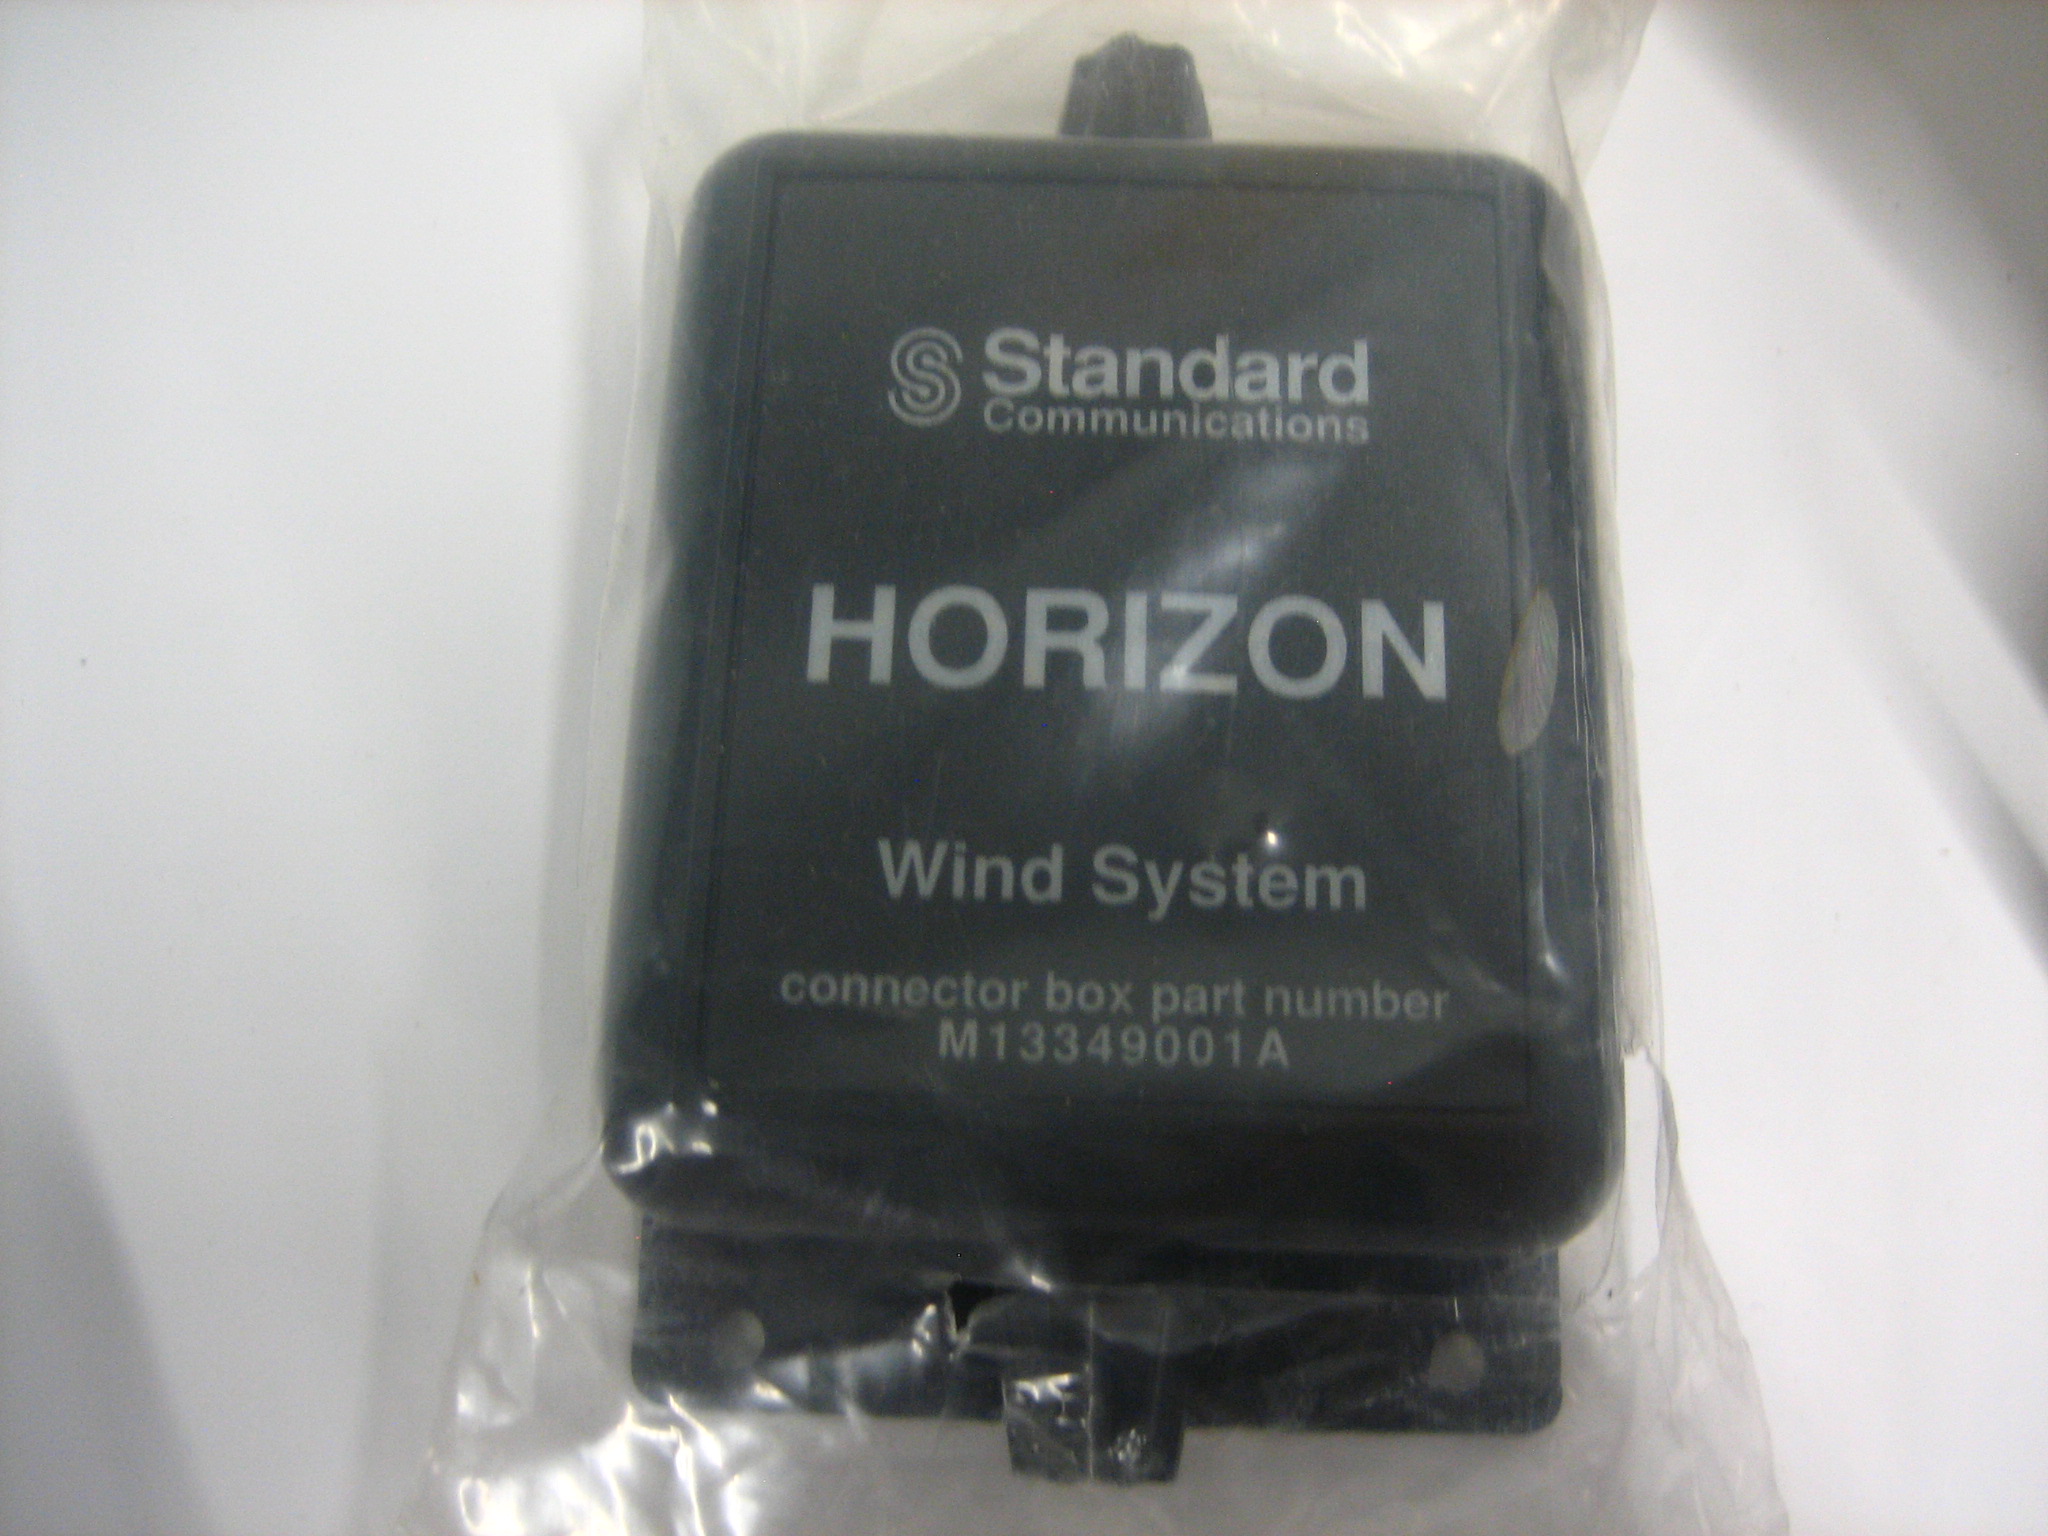 Standard
Communications
HORIZON
Wind System
connector box part number
M13349001A